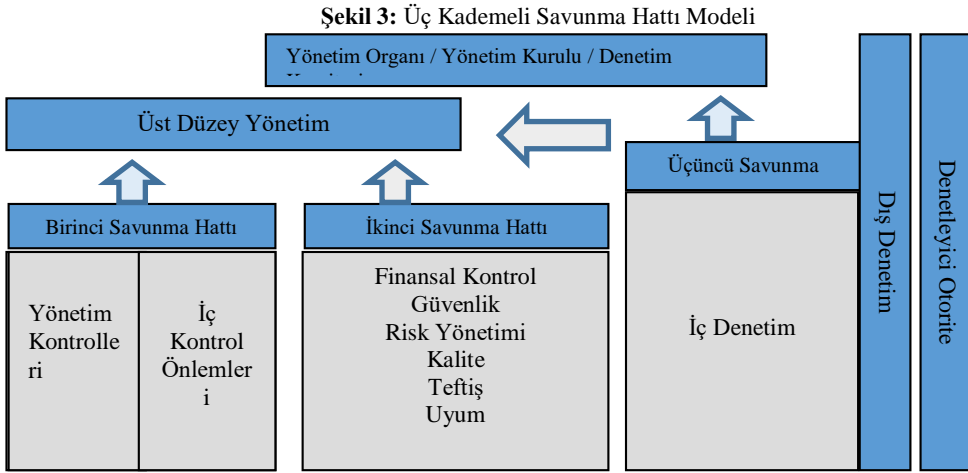 Şekil 3: Üç Kademeli Savunma Hattı Modeli
Yönetim Organı / Yönetim Kurulu / Denetim
Üst Düzey Yönetim
Üçüncü Savunma
Birinci Savunma Hattı
İkinci Savunma Hattı
Yönetim
Kontrolle
ri
İç
Kontrol
Önlemler
i
Finansal Kontrol
Güvenlik
Risk Yönetimi
Kalite
Teftiş
Uyum
İç Denetim
Dış Denetim
Denetleyici Otorite